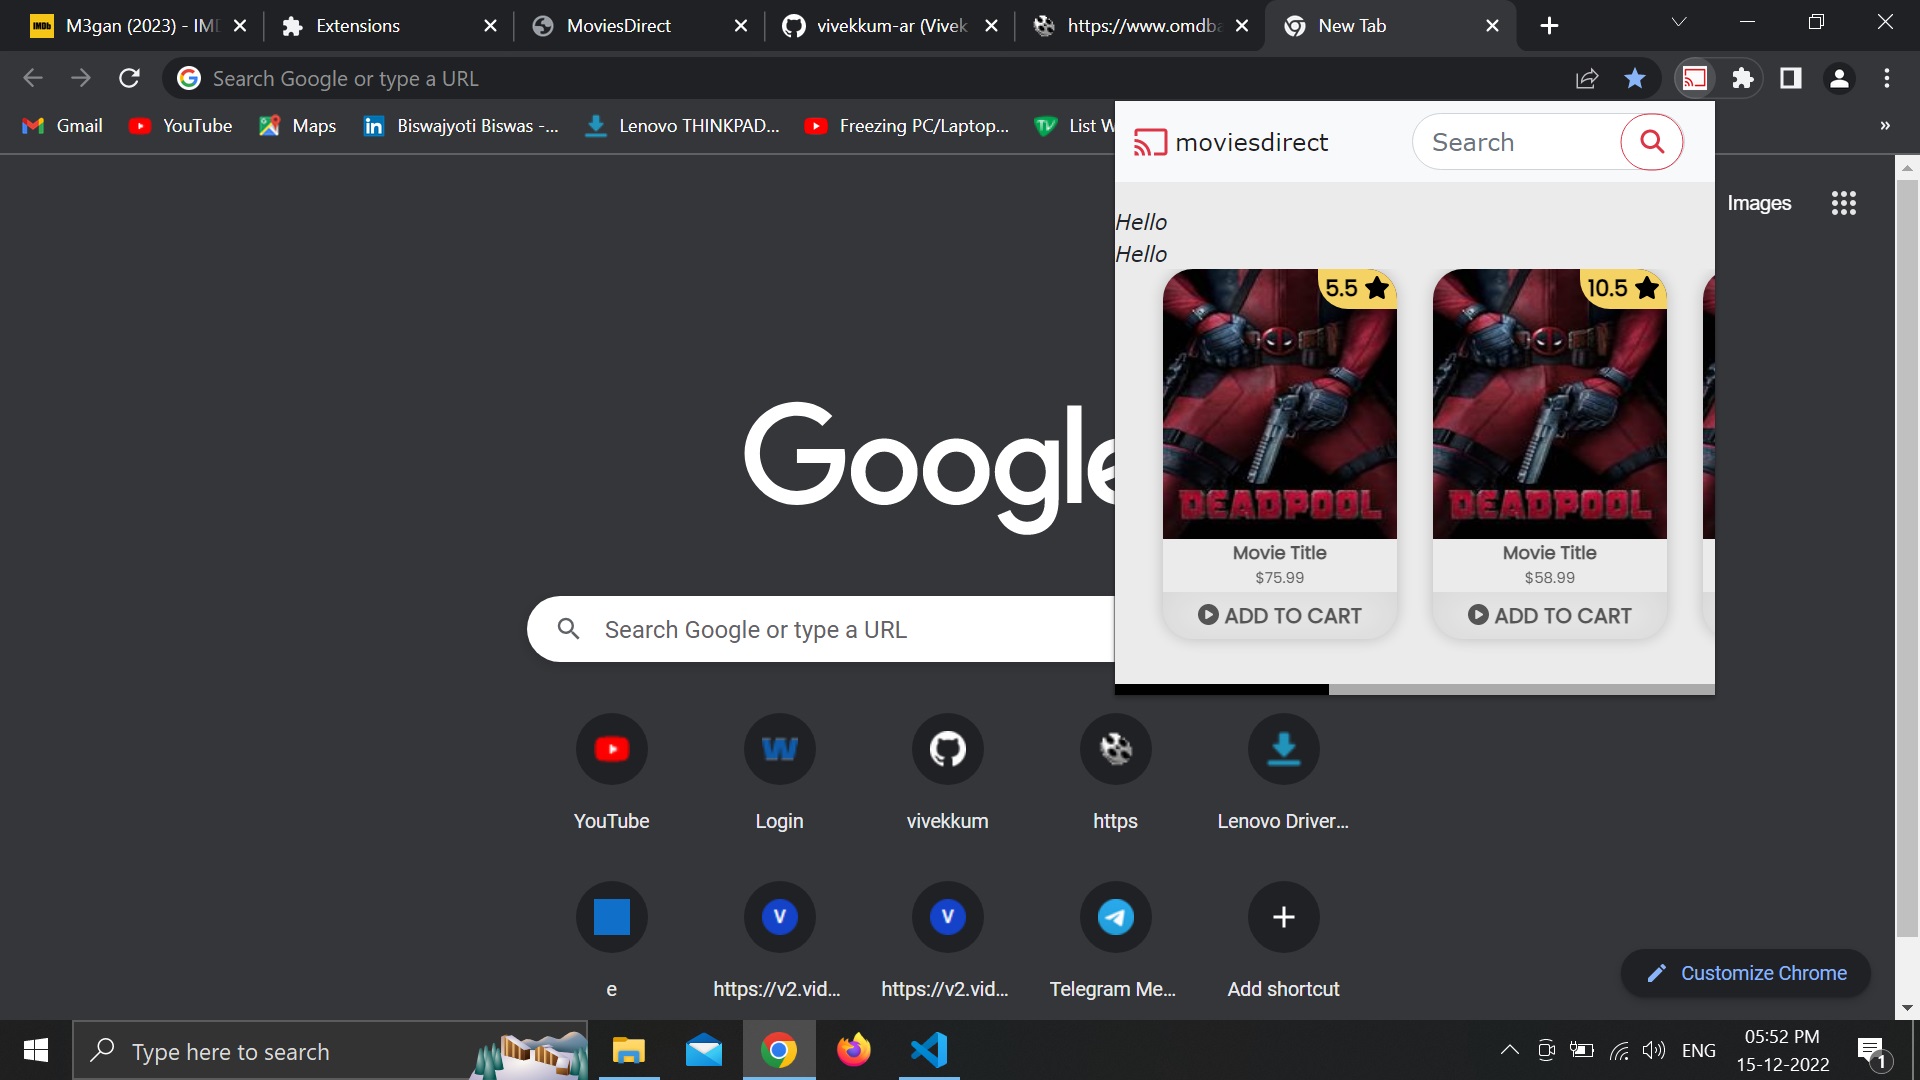 M3gan (2023) - IM
Extensions
MoviesDirect
vivekkum-ar (Vivek
https://www.omdba
New Tab
Search Google or type a URL
Gmail
YouTube
Maps
Biswajyoti Biswas -...
Lenovo THINKPAD...
Freezing PC/Laptop...
List W
»
moviesdirect
Search
Images
Hello
Hello
5.5
10.5
DEADPOOL
DEADPOOL
Movie Title
Movie Title
$75.99
$58.99
ADD TO CART
ADD TO CART
Google
Search Google or type a URL
YouTube
Login
vivekkum
https
Lenovo Driver...
e
https://v2.vid...
https://v2.vid...
Telegram Me...
Add shortcut
Customize Chrome
Type here to search
ENG
05:52 PM
15-12-2022
1